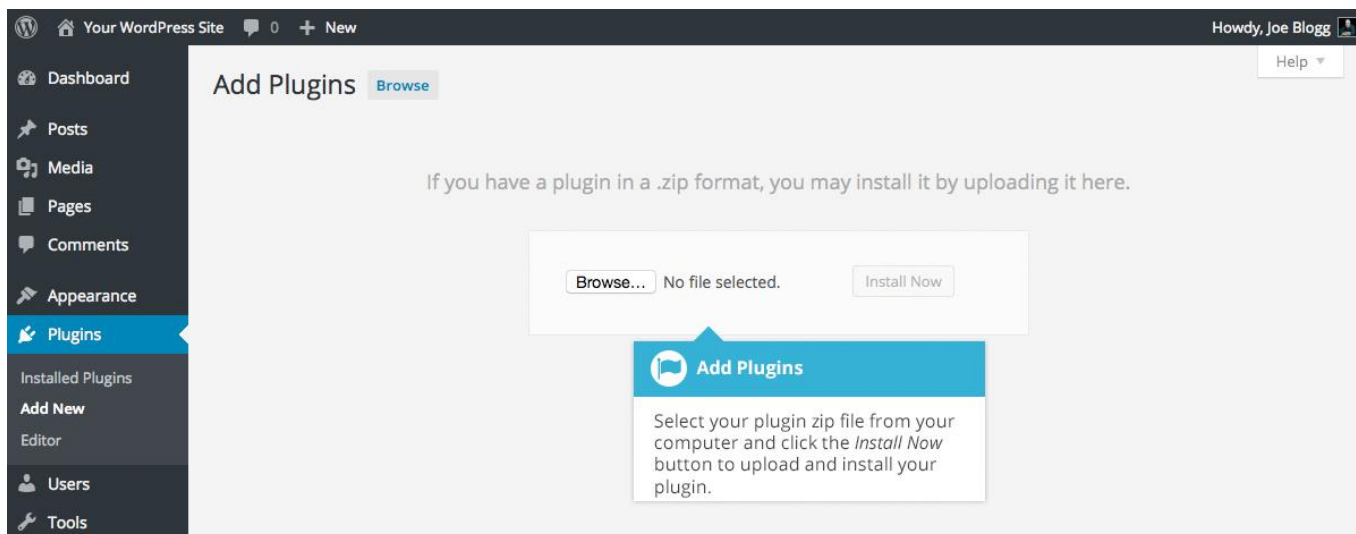 Your WordPress Site 0 + New Howdy, Joe Blogg
Help
Dashboard
Add Plugins Browse
Posts
Media
If you have a plugin in a .zip format, you may install it by uploading it here.
Pages
Comments
Browse... No file selected. Install Now
Appearance
Plugins
Add Plugins
Installed Plugins
Add New
Editor
Select your plugin zip file from your
computer and click the Install Now
button to upload and install your
plugin.
Users
Tools